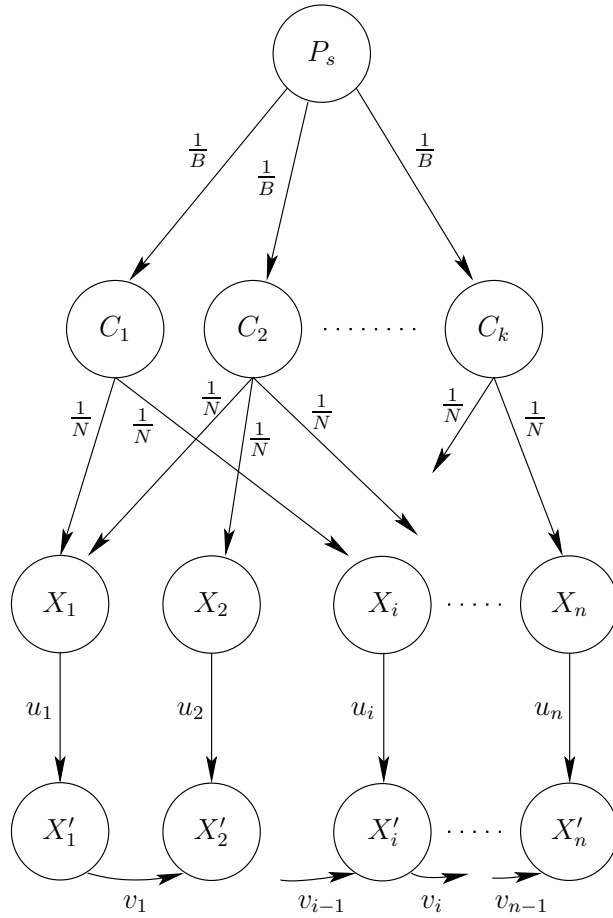 P_s
1/B 1/B 1/B
C_1 C_2 ........ C_k
1/N 1/N 1/N 1/N 1/N 1/N 1/N
X_1 X_2 X_i ..... X_n
u_1 u_2 u_i u_n
X'_1 X'_2 X'_i ..... X'_n
v_1 v_{i−1} v_i v_{n−1}